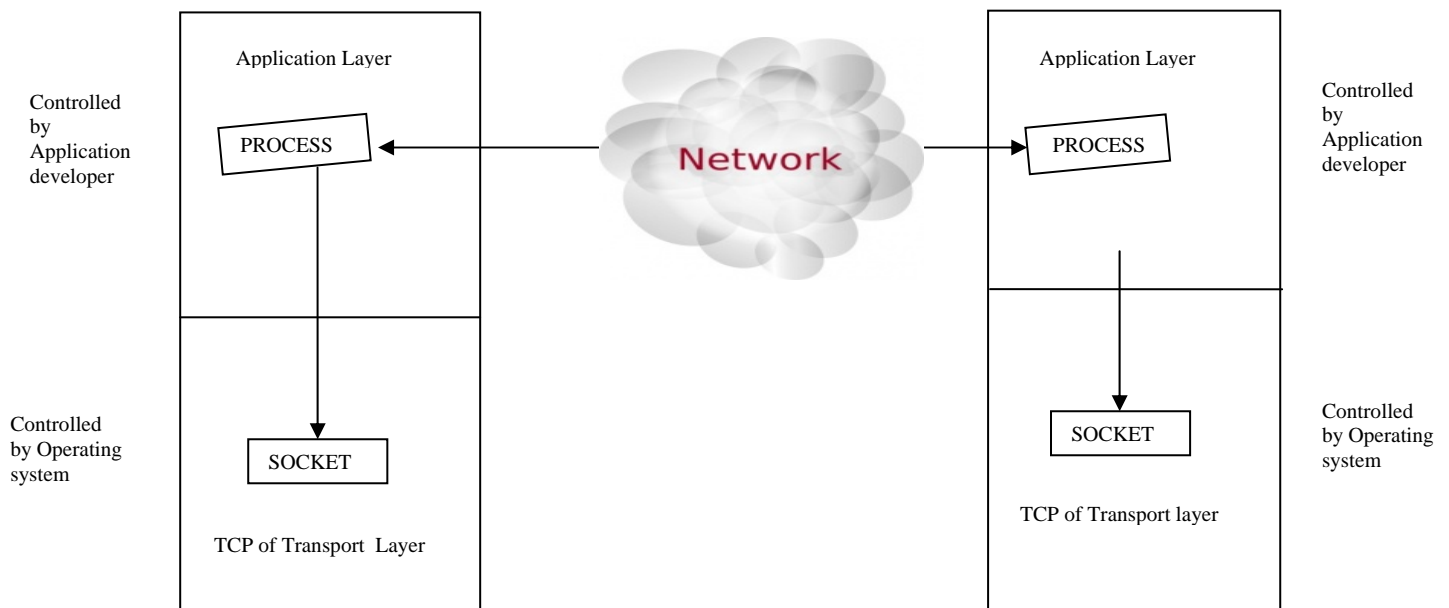 Application Layer
Controlled
by
Application
developer
PROCESS
Network
Application Layer
PROCESS
Controlled
by
Application
developer
Controlled
by Operating
system
SOCKET
TCP of Transport  Layer
SOCKET
TCP of Transport layer
Controlled
by Operating
system